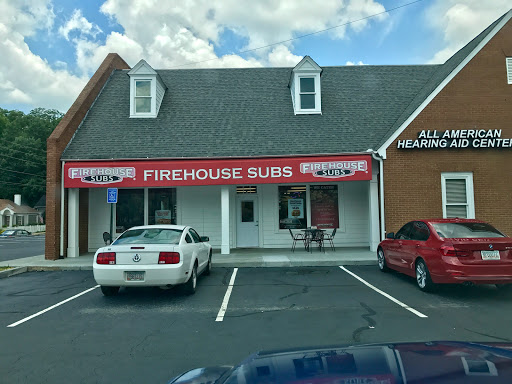 FIREHOUSE
SUBS
FIREHOUSE SUBS
FIREHOUSE
SUBS
ALL AMERICAN
HEARING AID CENTER